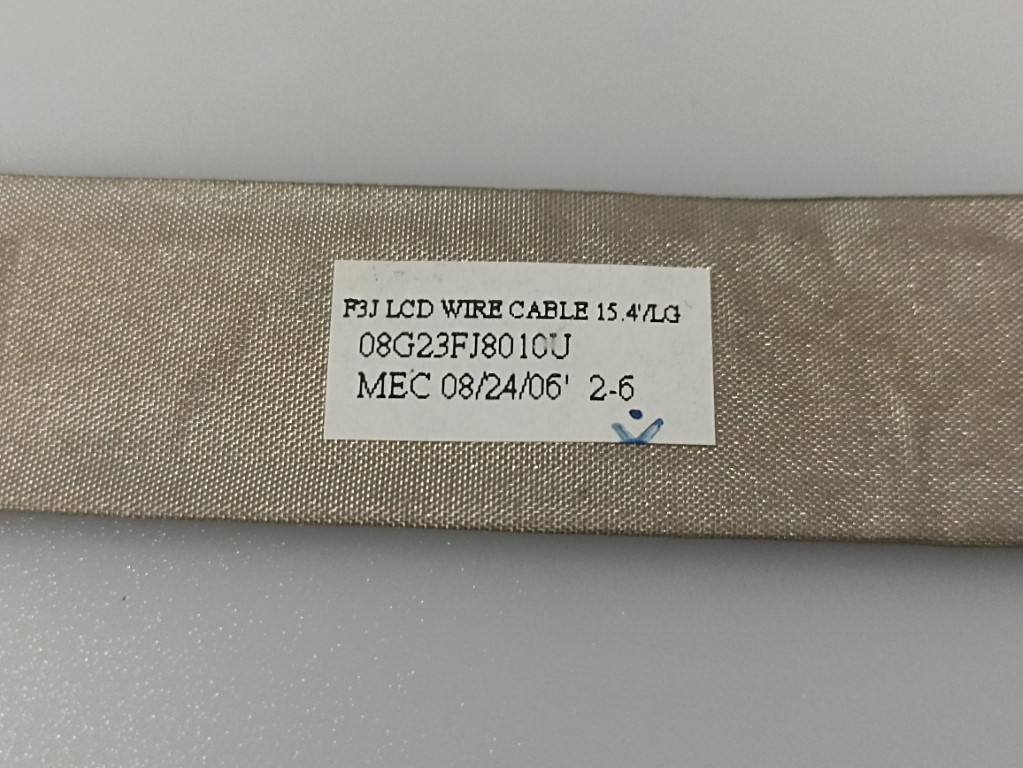 F3J LCD WIRE CABLE 15.4'/LG
08G23FJ8010U
MEC 08/24/06' 2-6